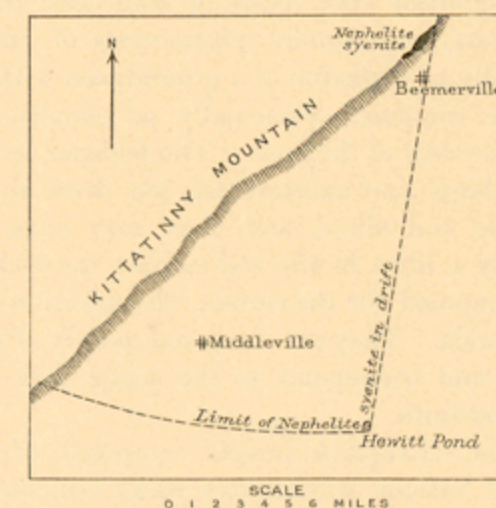 Nephelite
syenite
N
Beemerville
KITTATINNY MOUNTAIN
Middleville
Limit of Nephelite
syenite in drift
Hewitt Pond
SCALE
0 1 2 3 4 5 6 MILES